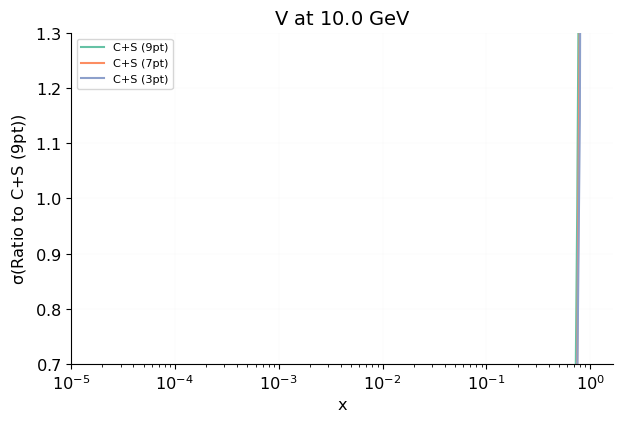 V at 10.0 GeV
C+S (9pt)
C+S (7pt)
C+S (3pt)
σ(Ratio to C+S (9pt))
1.3
1.2
1.1
1.0
0.9
0.8
0.7
10⁻⁵ 10⁻⁴ 10⁻³ 10⁻² 10⁻¹ 10⁰
x